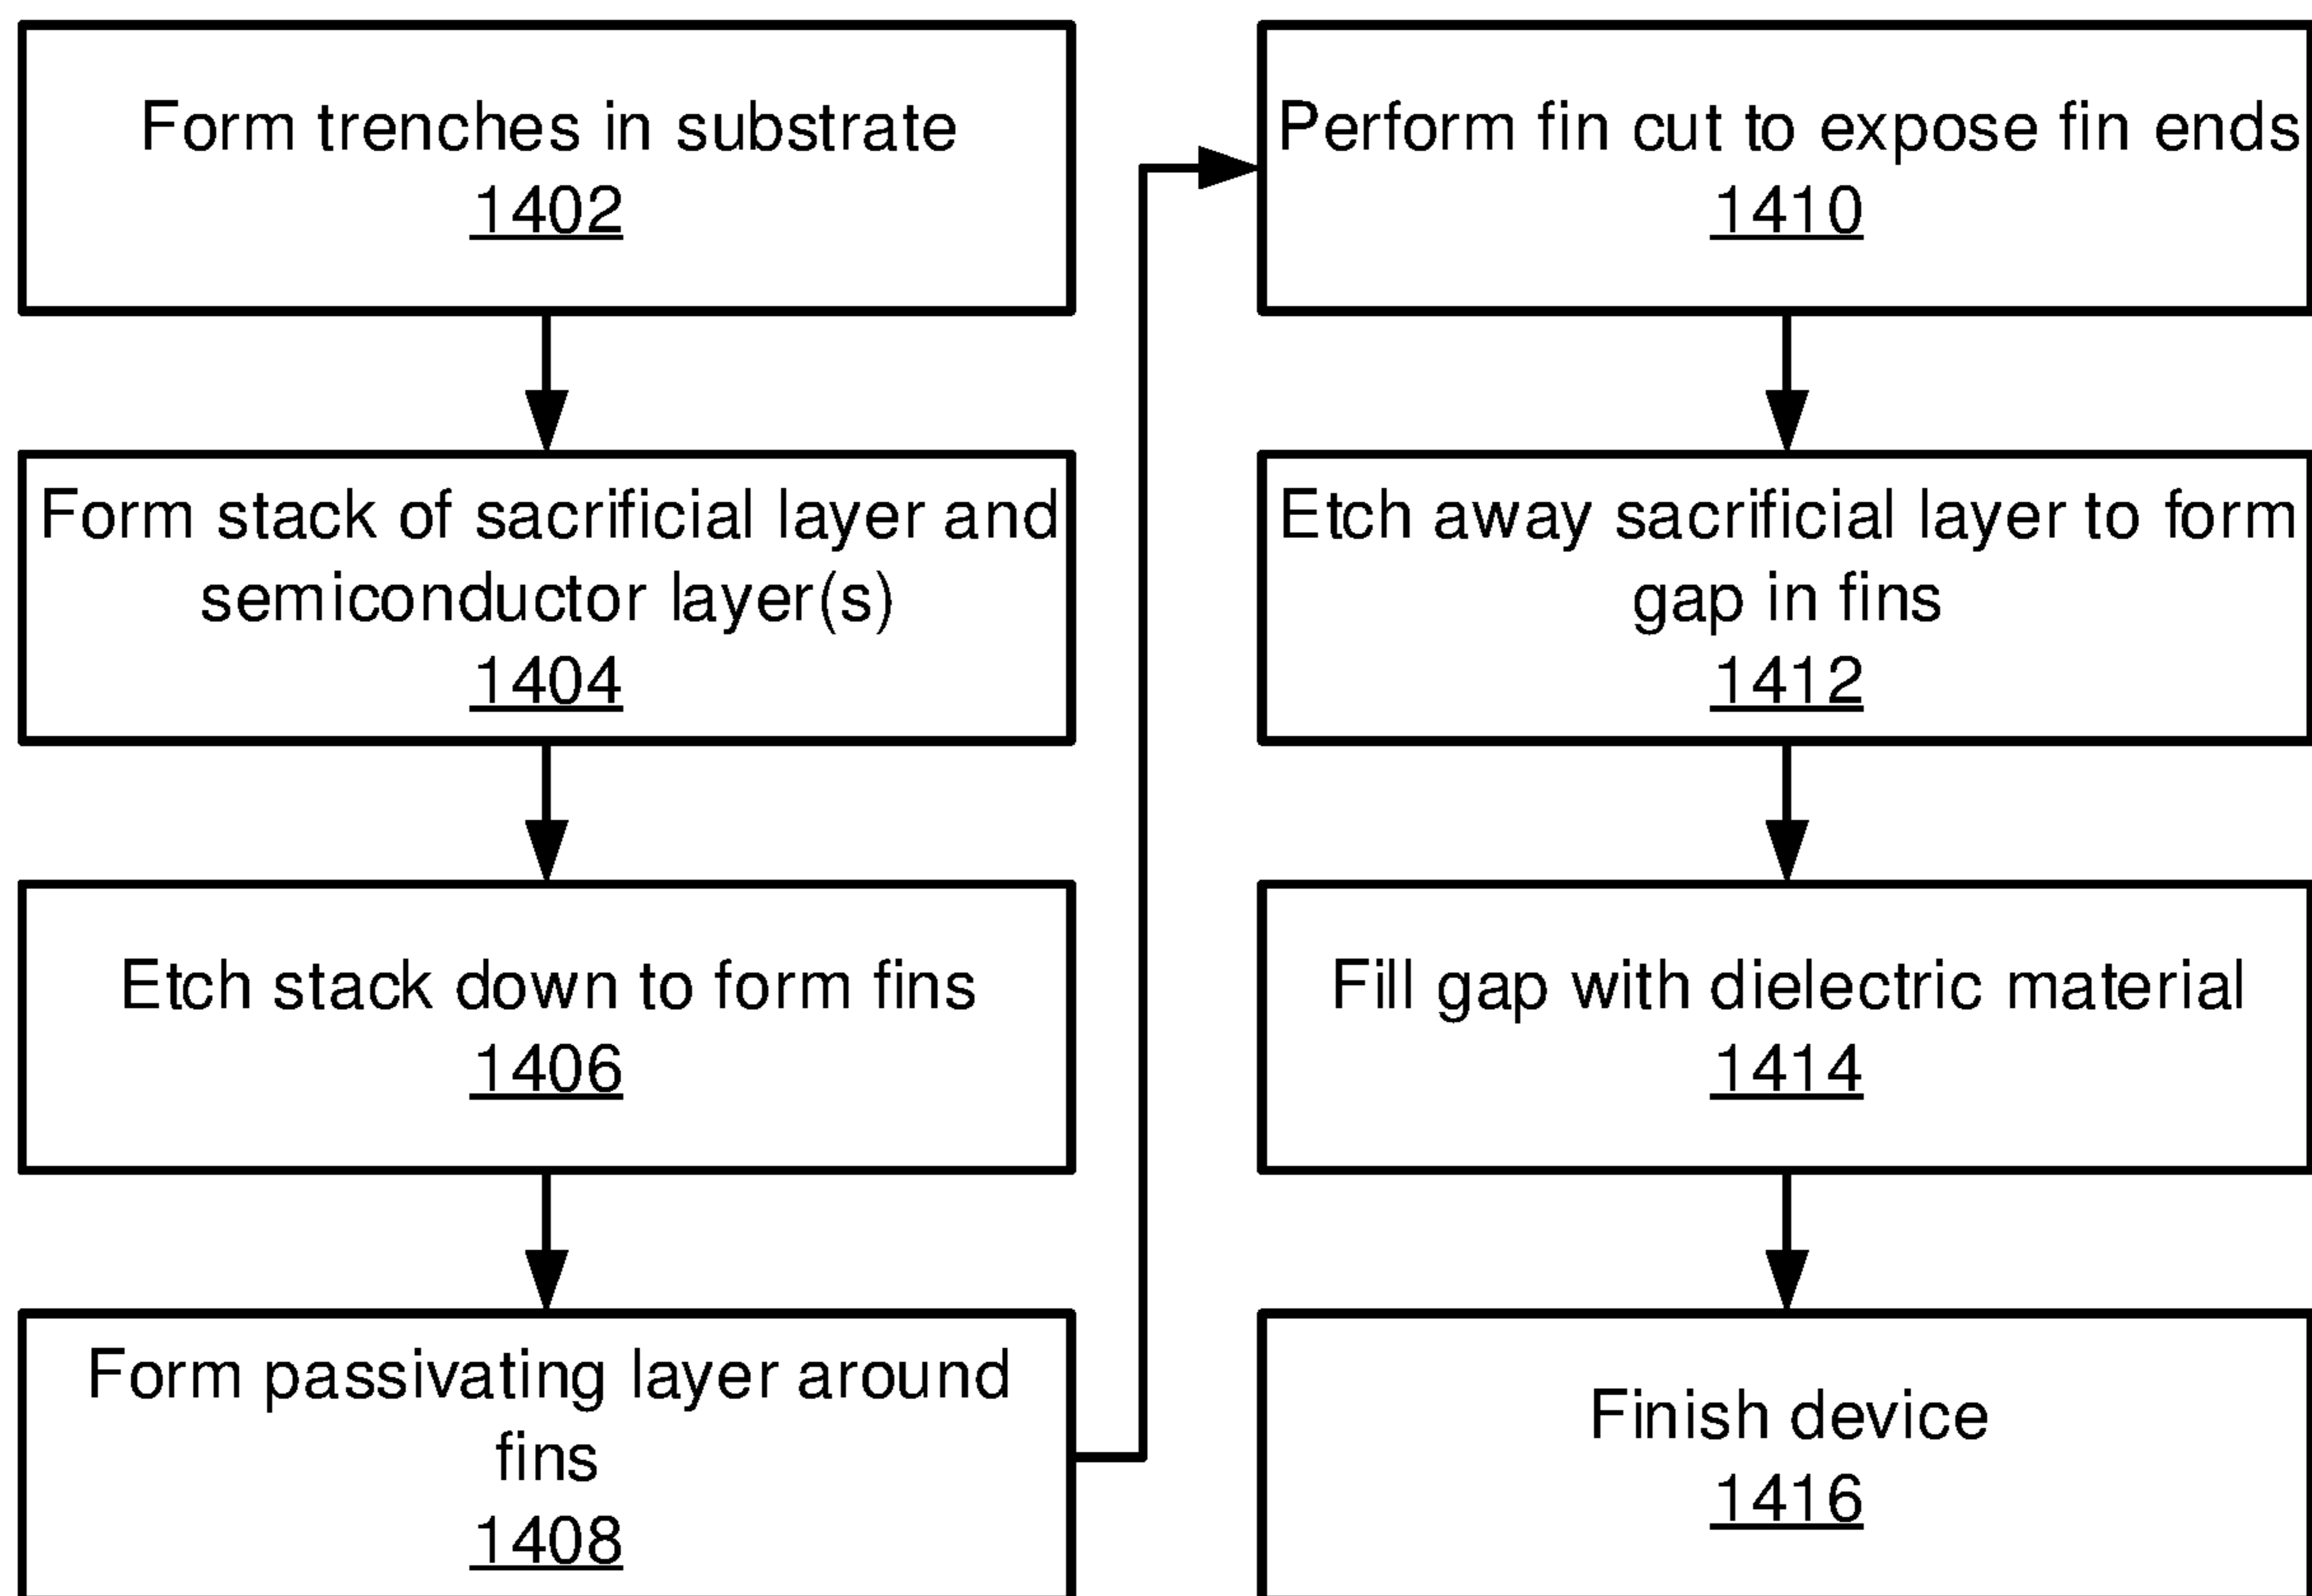 Form trenches in substrate
1402
Form stack of sacrificial layer and
semiconductor layer(s)
1404
Etch stack down to form fins
1406
Form passivating layer around
fins
1408
Perform fin cut to expose fin ends
1410
Etch away sacrificial layer to form
gap in fins
1412
Fill gap with dielectric material
1414
Finish device
1416